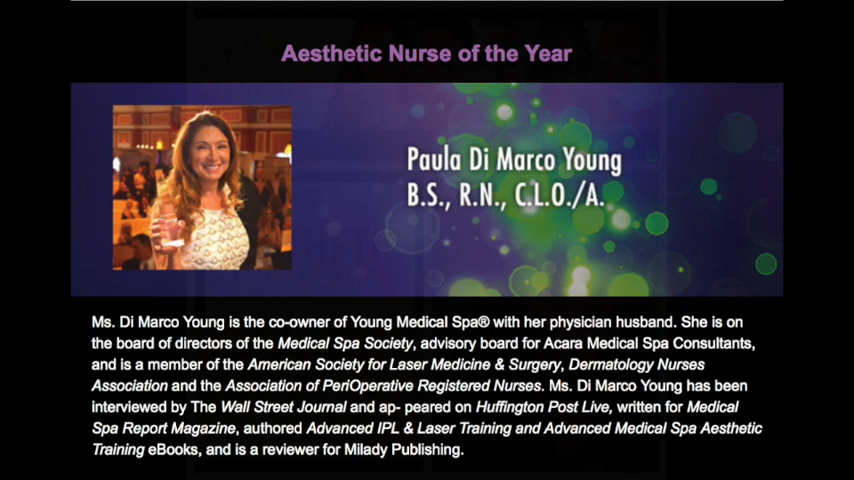 Aesthetic Nurse of the Year
Paula Di Marco Young
B.S., R.N., C.L.O./A.
Ms. Di Marco Young is the co-owner of Young Medical Spa® with her physician husband. She is on
the board of directors of the Medical Spa Society, advisory board for Acara Medical Spa Consultants,
and is a member of the American Society for Laser Medicine & Surgery, Dermatology Nurses
Association and the Association of PeriOperative Registered Nurses. Ms. Di Marco Young has been
interviewed by The Wall Street Journal and ap- peared on Huffington Post Live, written for Medical
Spa Report Magazine, authored Advanced IPL & Laser Training and Advanced Medical Spa Aesthetic
Training eBooks, and is a reviewer for Milady Publishing.